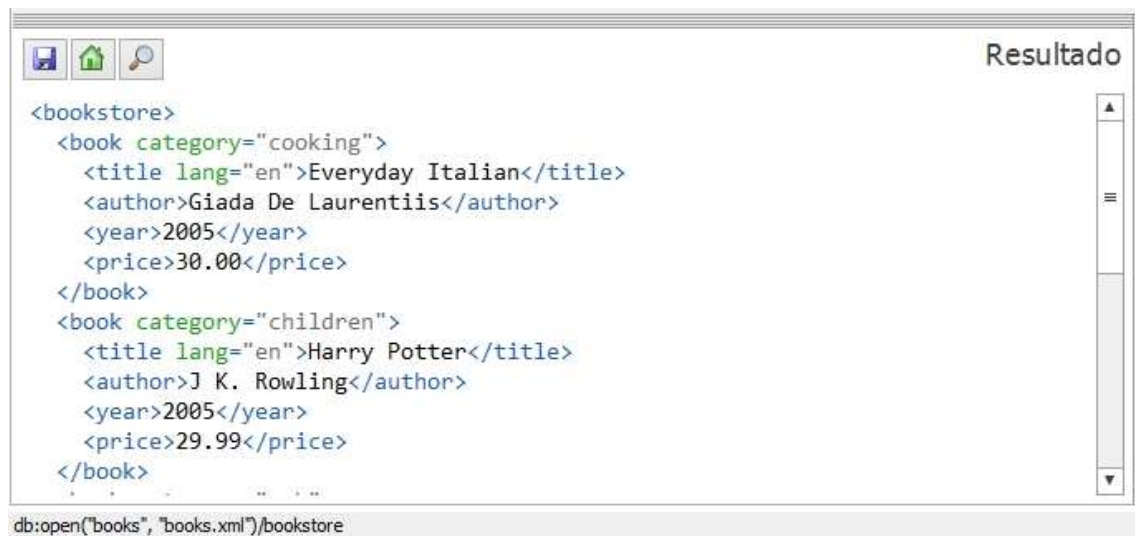 Resultado
<bookstore>
<book category="cooking">
<title lang="en">Everyday Italian</title>
<author>Giada De Laurentiis</author>
<year>2005</year>
<price>30.00</price>
</book>
<book category="children">
<title lang="en">Harry Potter</title>
<author>J K. Rowling</author>
<year>2005</year>
<price>29.99</price>
</book>
db:open("books", "books.xml")/bookstore